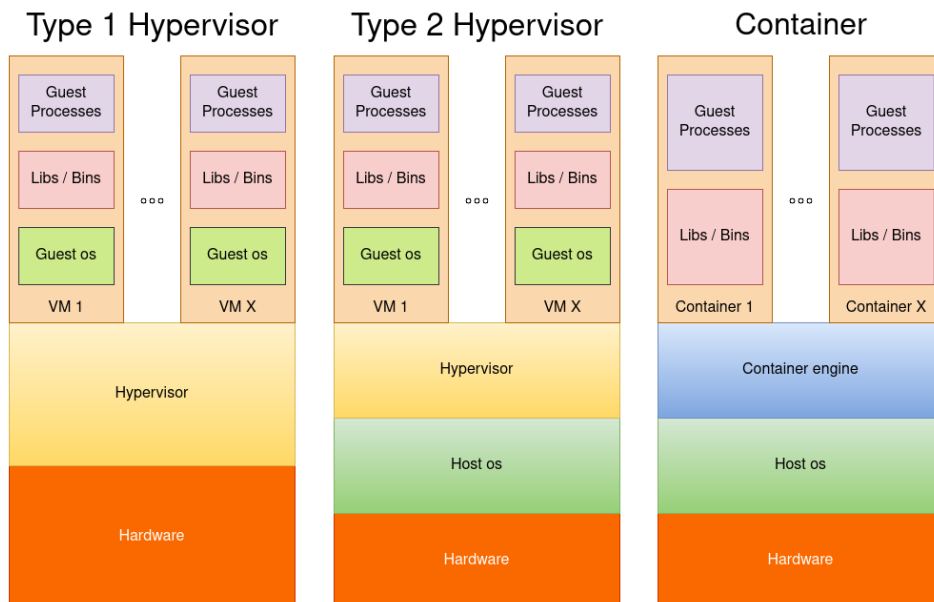 Type 1 Hypervisor
Type 2 Hypervisor
Container
Guest
Processes
Libs / Bins
Guest os
VM 1
Guest
Processes
Libs / Bins
Guest os
VM X
Hypervisor
Hardware
Guest
Processes
Libs / Bins
Guest os
VM 1
Guest
Processes
Libs / Bins
Guest os
VM X
Hypervisor
Host os
Hardware
Guest
Processes
Libs / Bins
Container 1
Guest
Processes
Libs / Bins
Container X
Container engine
Host os
Hardware